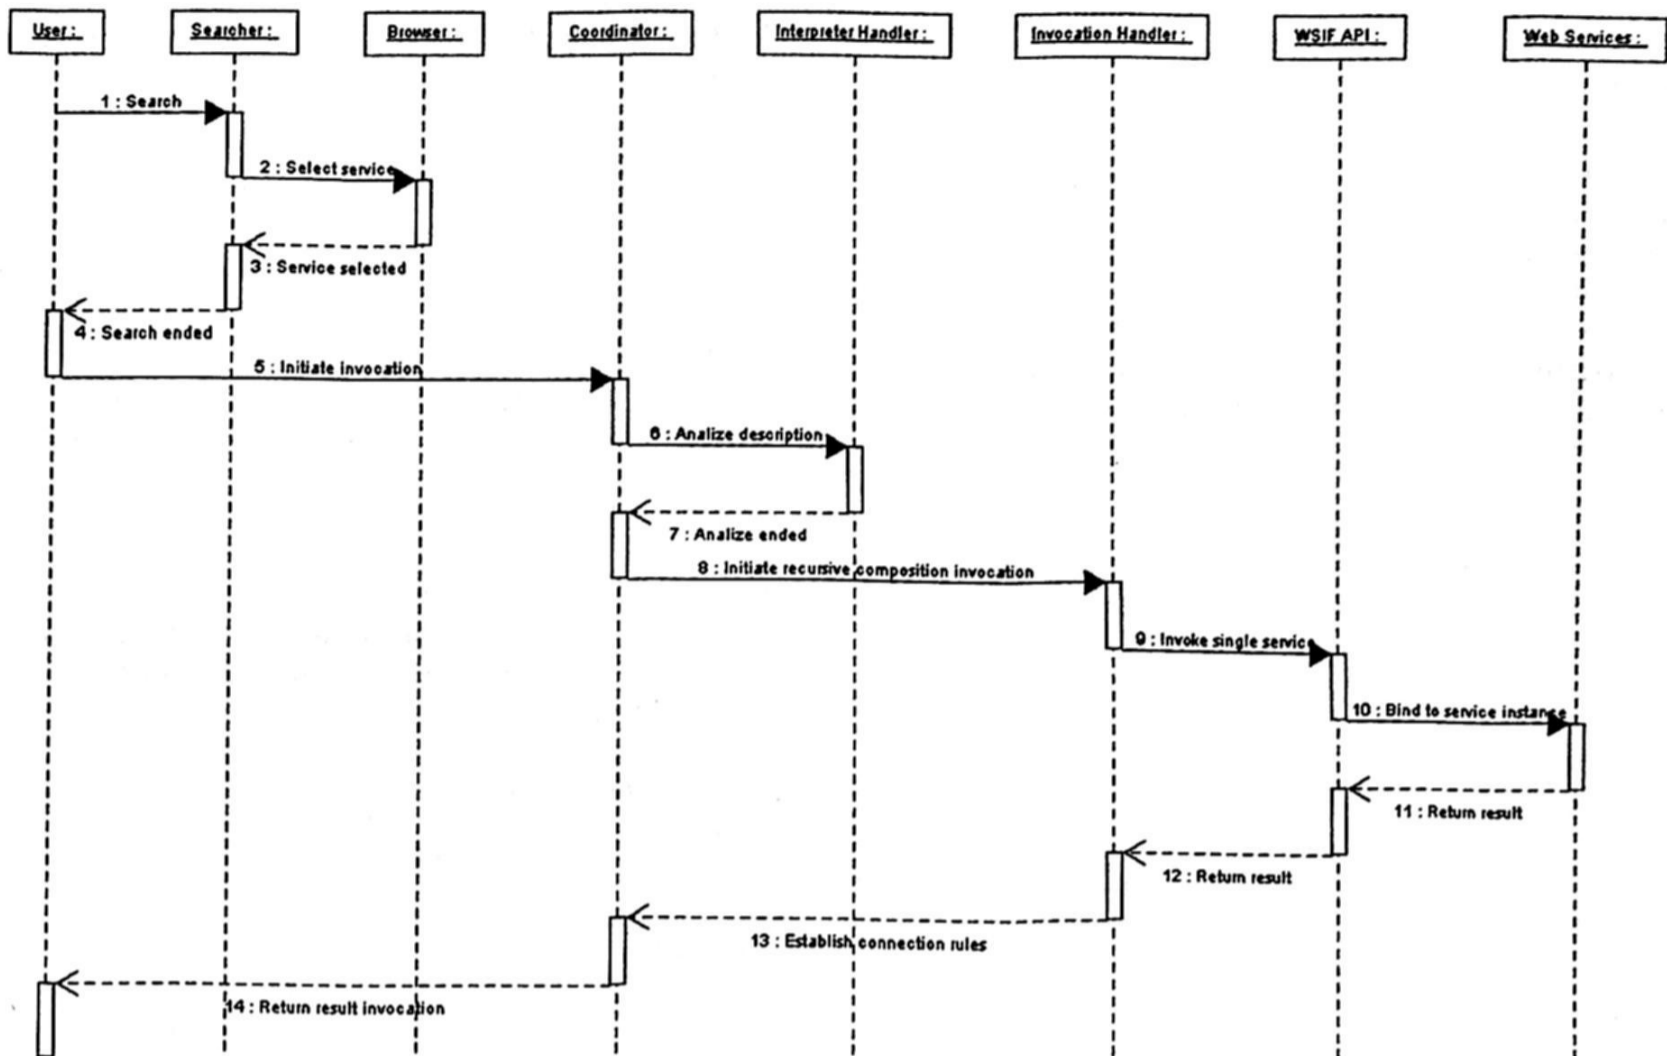 User :
Searcher :
Browser :
Coordinator :
Interpreter Handler :
Invocation Handler :
WSIF API :
Web Services :
1 : Search
2 : Select service
3 : Service selected
4 : Search ended
5 : Initiate invocation
6 : Analize description
7 : Analize ended
8 : Initiate recursive composition invocation
9 : Invoke single service
10 : Bind to service instance
11 : Return result
12 : Return result
13 : Establish connection rules
14 : Return result invocation